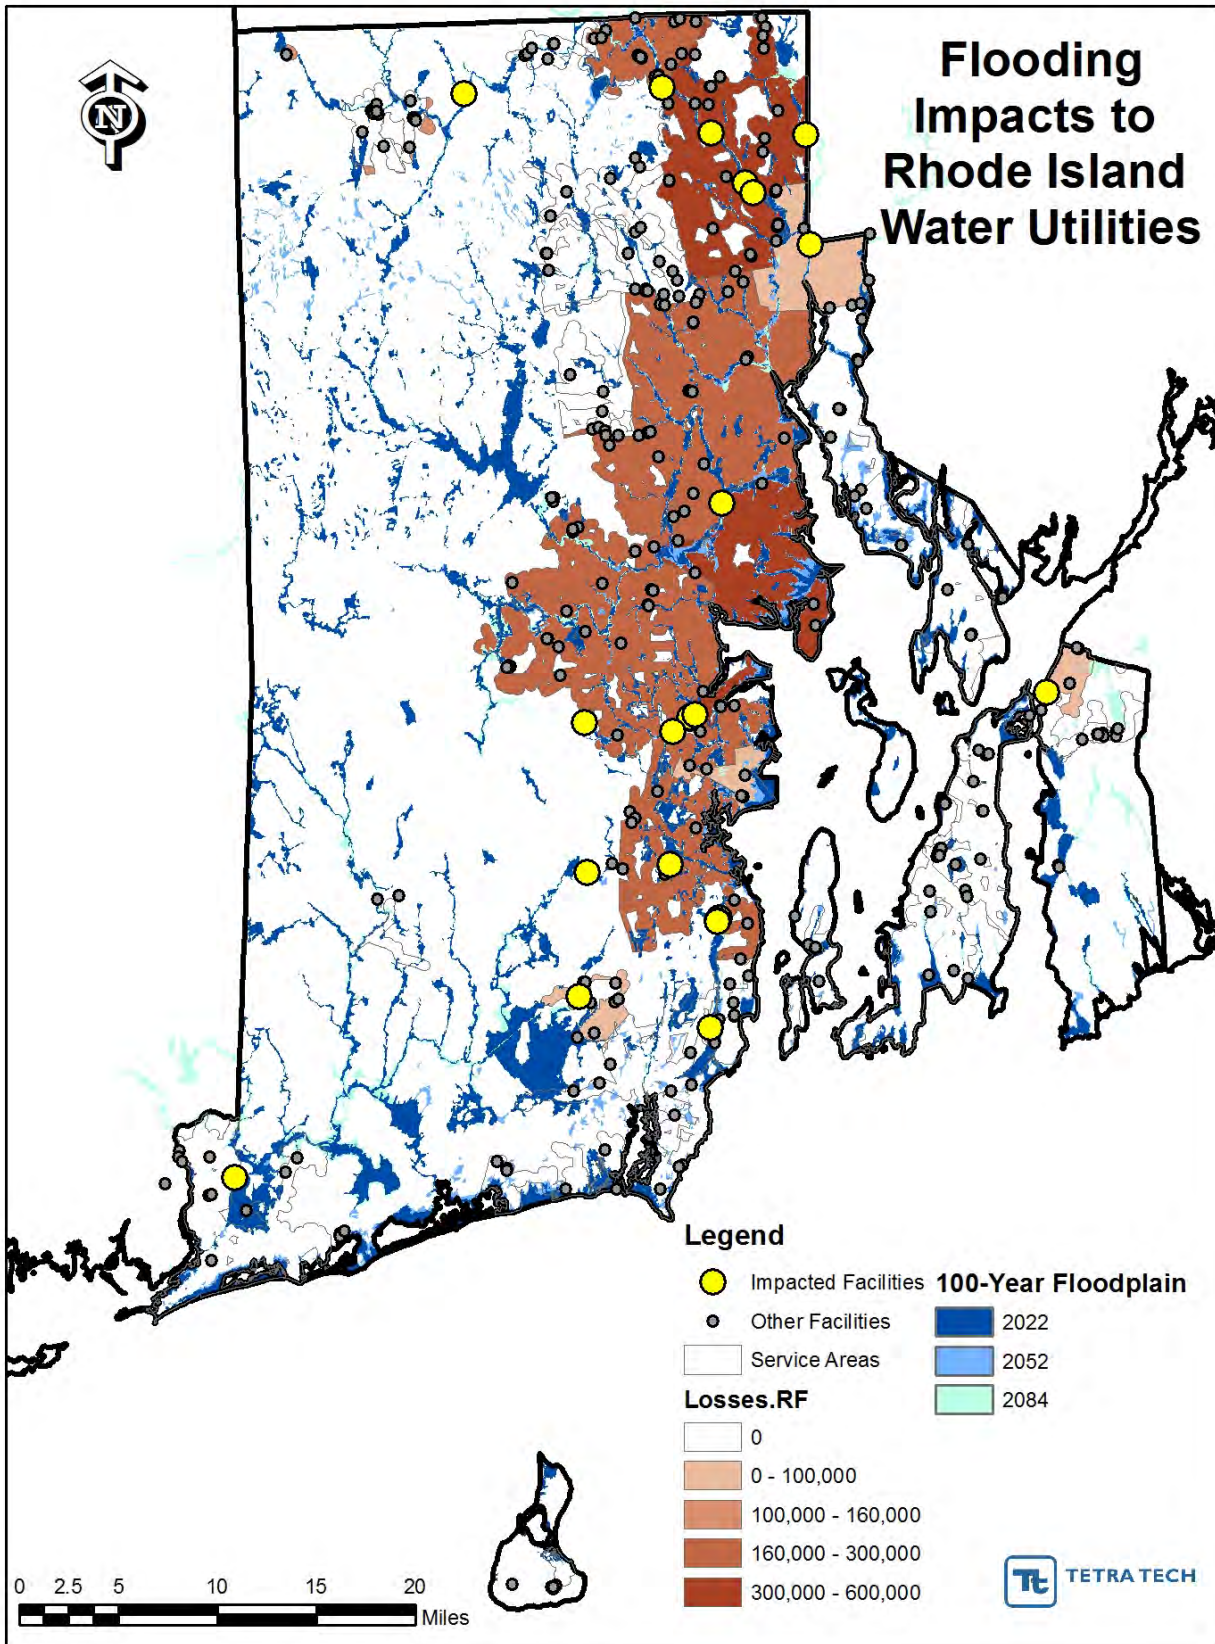 Flooding
Impacts to
Rhode Island
Water Utilities
N
Legend
Impacted Facilities
Other Facilities
Service Areas
Losses.RF
0
0 - 100,000
100,000 - 160,000
160,000 - 300,000
300,000 - 600,000
100-Year Floodplain
2022
2052
2084
0 2.5 5 10 15 20
Miles
Tt TETRA TECH